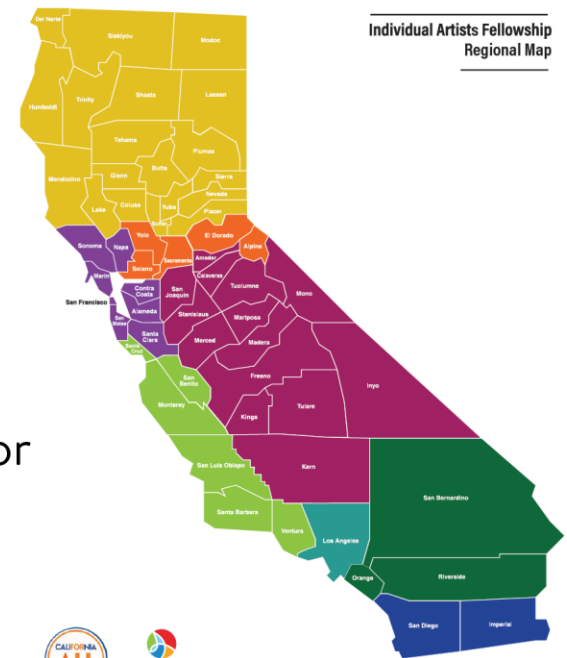 Individual Artists Fellowship
Regional Map
Del Norte
Siskiyou
Modoc
Humboldt
Trinity
Shasta
Lassen
Tehama
Plumas
Mendocino
Glenn
Butte
Sierra
Nevada
Lake
Colusa
Yuba
Placer
Sutter
Sonoma
Napa
Yolo
El Dorado
Alpine
Sacramento
Amador
Solano
Marin
Calaveras
Contra
Costa
San
Joaquin
Tuolumne
Mono
San Francisco
Alameda
Stanislaus
Mariposa
San
Mateo
Santa
Clara
Merced
Madera
Santa
Cruz
San
Benito
Fresno
Inyo
Monterey
Kings
Tulare
or
San Luis Obispo
Kern
San Bernardino
Santa Barbara
Ventura
Los Angeles
Orange
Riverside
San Diego
Imperial
CALIFORNIA